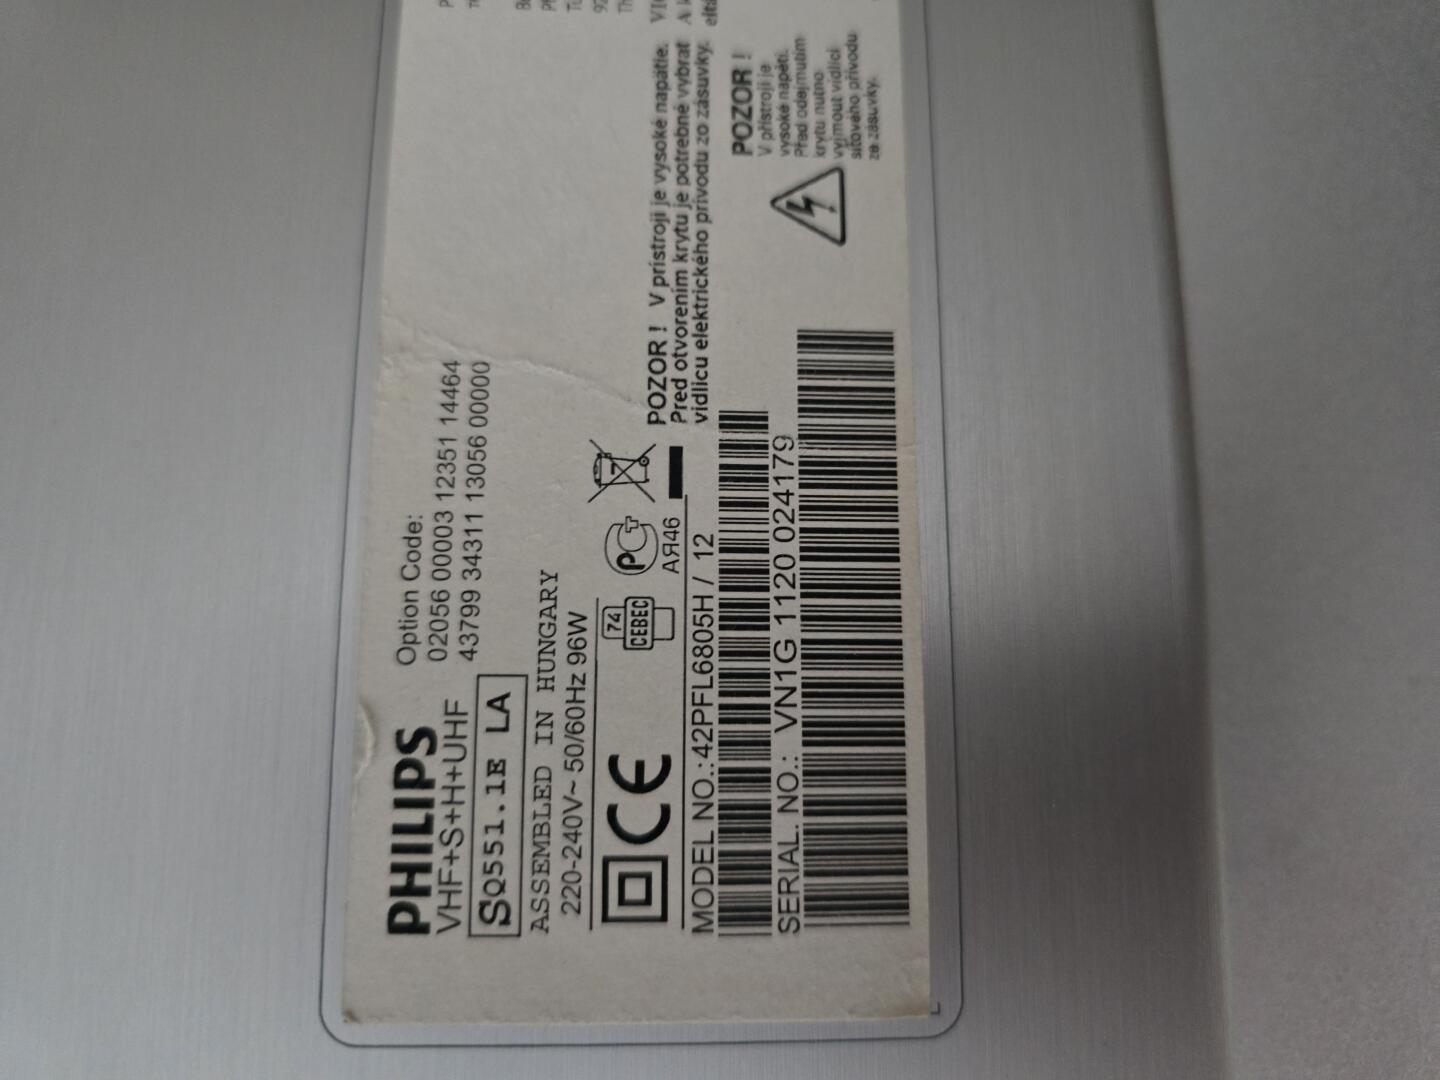 PHILIPS
VHF+S+H+UHF
SQ551.1E LA
ASSEMBLED IN HUNGARY
220-240V~ 50/60Hz 96W
Option Code:
02056 00003 12351 14464
43799 34311 13056 00000
74
CEBEC
PCT
АЯ46
MODEL NO.: 42PFL6805H / 12
SERIAL. NO.: VN1G 1120 024179
POZOR ! V prístroji je vysoké napätie.
Pred otvorením krytu je potrebné vybrat
vidlicu elektrického prívodu zo zásuvky.
POZOR !
V přístroji je
vysoké napětí.
Před odejmutím
krytu nutno
vyjmout vidlici
síťového přívodu
ze zásuvky.